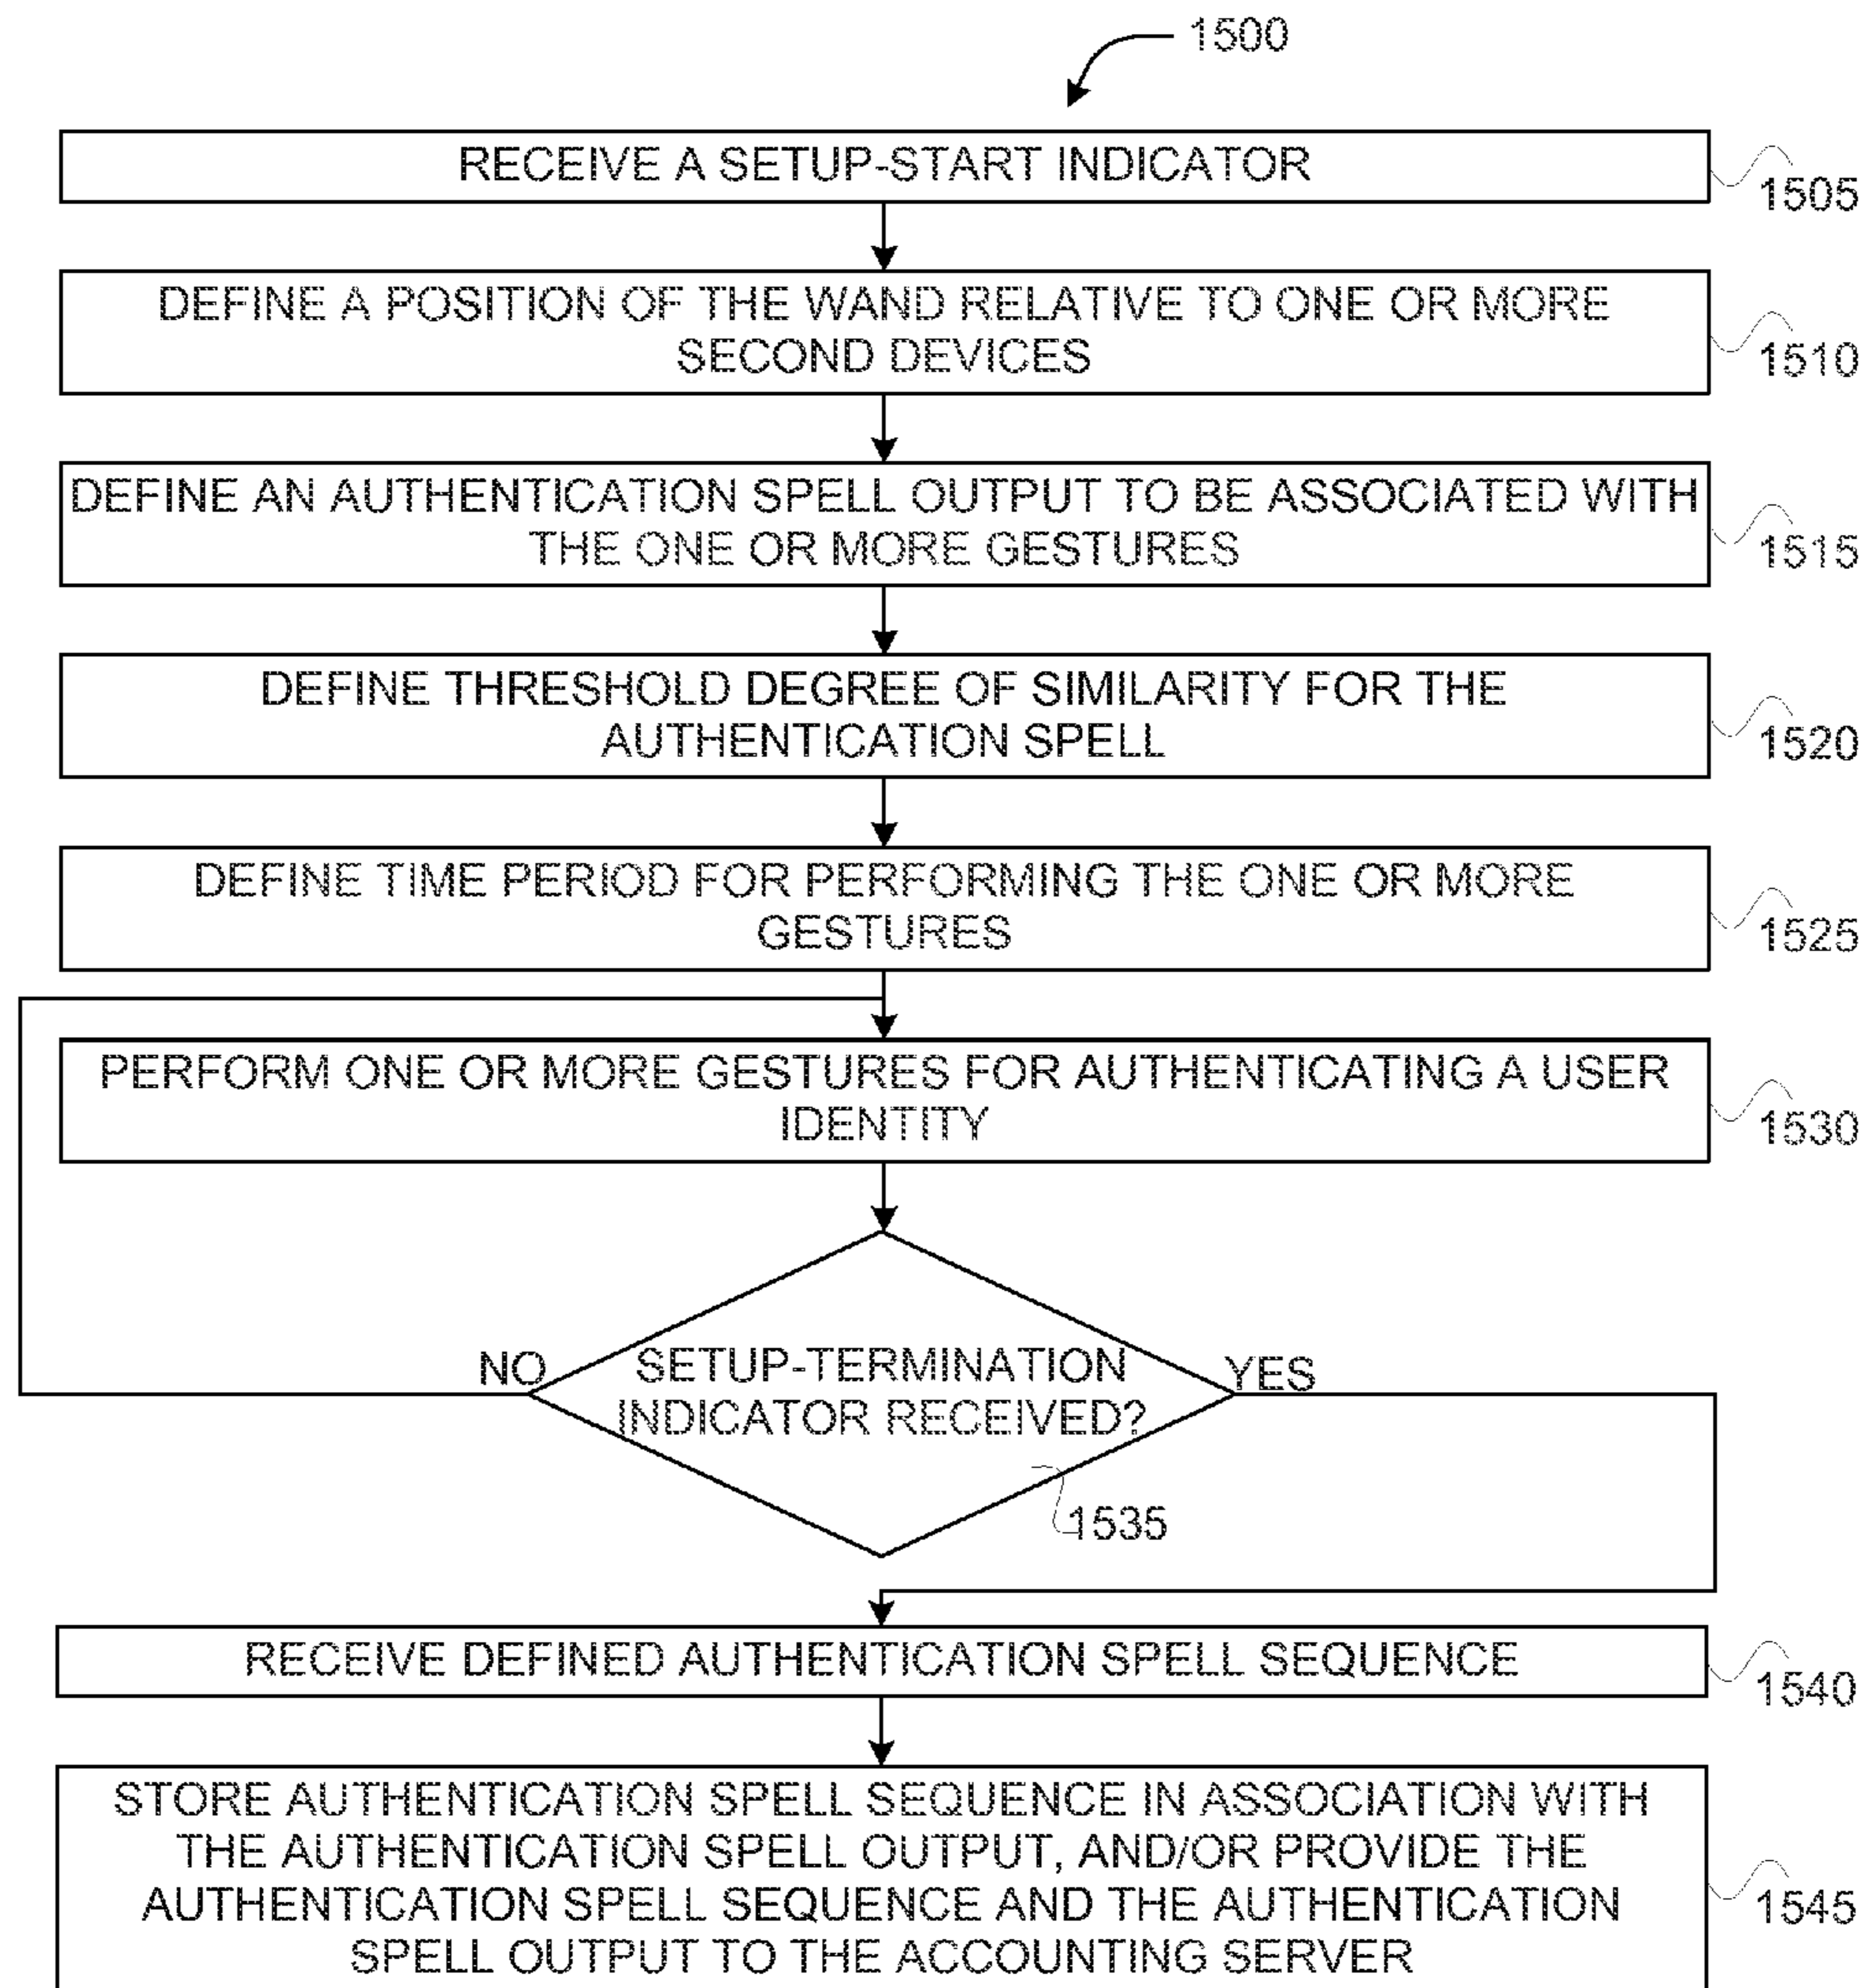 1500
RECEIVE A SETUP-START INDICATOR
1505
DEFINE A POSITION OF THE WAND RELATIVE TO ONE OR MORE
SECOND DEVICES
1510
DEFINE AN AUTHENTICATION SPELL OUTPUT TO BE ASSOCIATED WITH
THE ONE OR MORE GESTURES
1515
DEFINE THRESHOLD DEGREE OF SIMILARITY FOR THE
AUTHENTICATION SPELL
1520
DEFINE TIME PERIOD FOR PERFORMING THE ONE OR MORE
GESTURES
1525
PERFORM ONE OR MORE GESTURES FOR AUTHENTICATING A USER
IDENTITY
1530
NO
SETUP-TERMINATION
INDICATOR RECEIVED?
YES
1535
RECEIVE DEFINED AUTHENTICATION SPELL SEQUENCE
1540
STORE AUTHENTICATION SPELL SEQUENCE IN ASSOCIATION WITH
THE AUTHENTICATION SPELL OUTPUT, AND/OR PROVIDE THE
AUTHENTICATION SPELL SEQUENCE AND THE AUTHENTICATION
SPELL OUTPUT TO THE ACCOUNTING SERVER
1545